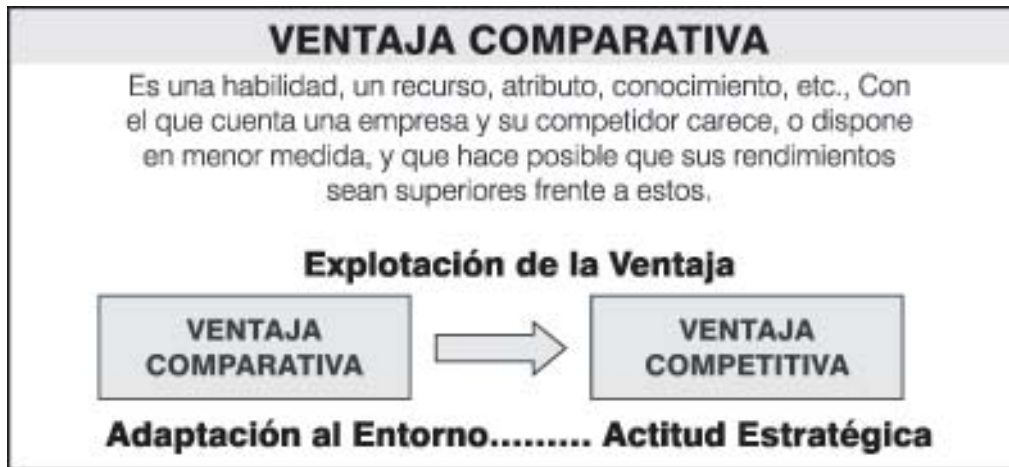 VENTAJA COMPARATIVA
Es una habilidad, un recurso, atributo, conocimiento, etc., Con
el que cuenta una empresa y su competidor carece, o dispone
en menor medida, y que hace posible que sus rendimientos
sean superiores frente a estos.
Explotación de la Ventaja
VENTAJA
COMPARATIVA
VENTAJA
COMPETITIVA
Adaptación al Entorno......... Actitud Estratégica